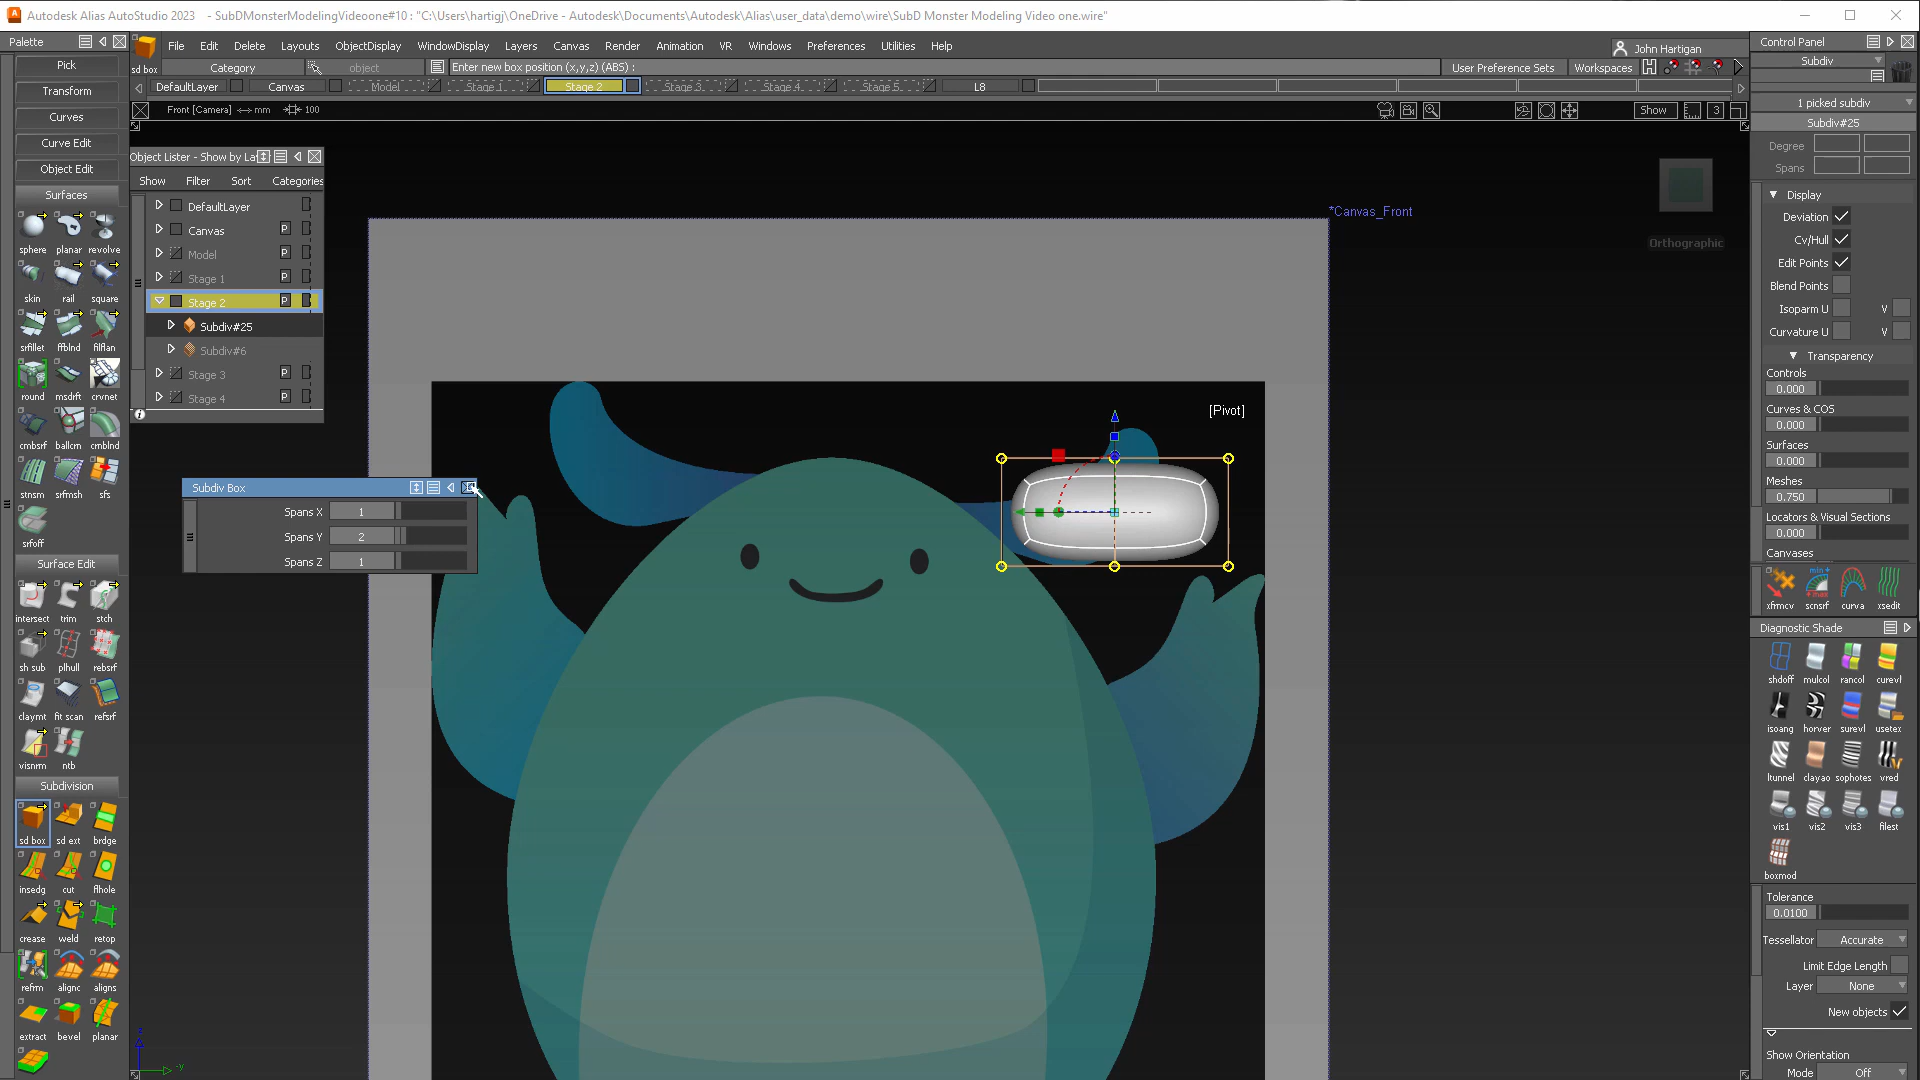 Autodesk Alias AutoStudio 2023 - SubDMonsterModelingVideoone#10 : "C:\Users\hartigj\OneDrive - Autodesk\Documents\Autodesk\Alias\user_data\demo\wire\SubD Monster Modeling Video one.wire"
Palette
File Edit Delete Layouts ObjectDisplay WindowDisplay Layers Canvas Render Animation VR Windows Preferences Utilities Help
John Hartigan
Control Panel
sd box
Category
object
Enter new box position (x,y,z) (ABS) :
User Preference Sets
Workspaces
Subdiv
DefaultLayer Canvas Model Stage 1 Stage 2 Stage 3 Stage 4 Stage 5 L8
Front [Camera] mm 100
Show
3
1 picked subdiv
Subdiv#25
Degree
Spans
Pick
Transform
Curves
Curve Edit
Object Edit
Surfaces
sphere planar revolve
skin rail square
srfillet ffblnd filflan
round msdrft crvnet
cmbsrf ballcrn cmblnd
stnsrn srfmsh sfs
srfoff
Surface Edit
intersect trim stch
sh sub plhull rebsrf
claymt fit scan refsrf
visnrm ntb
Subdivision
sd box sd ext brdge
insedg cut flhole
crease weld retop
refrm alignc aligns
extract bevel planar
Object Lister - Show by La
Show Filter Sort Categories
DefaultLayer
Canvas P
Model P
Stage 1 P
Stage 2 P
Subdiv#25
Subdiv#6
Stage 3 P
Stage 4 P
Subdiv Box
Spans X 1
Spans Y 2
Spans Z 1
*Canvas_Front
Orthographic
[Pivot]
z
-y
Display
Deviation
Cv/Hull
Edit Points
Blend Points
Isoparm U V
Curvature U V
Transparency
Controls
0.000
Curves & COS
0.000
Surfaces
0.000
Meshes
0.750
Locators & Visual Sections
0.000
Canvases
xfrmcv scnsrf curva xsedit
Diagnostic Shade
shdoff mulcol rancol curevl
isoang horver surevl usetex
ltunnel clayao sophotes vred
vis1 vis2 vis3 filest
boxmod
Tolerance
0.0100
Tessellator Accurate
Limit Edge Length
Layer None
New objects
Show Orientation
Mode Off